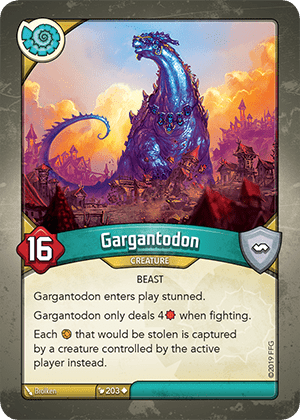 16
Gargantodon
CREATURE
BEAST
Gargantodon enters play stunned.
Gargantodon only deals 4 when fighting.
Each that would be stolen is captured
by a creature controlled by the active
player instead.
Djoiken
203
©2019 FFG